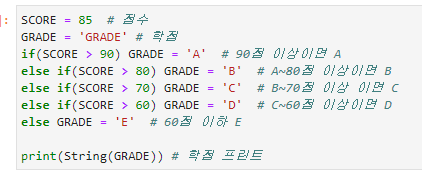 ]:
SCORE = 85 # 점수
GRADE = 'GRADE' # 학점
if(SCORE > 90) GRADE = 'A' # 90점 이상이면 A
else if(SCORE > 80) GRADE = 'B' # A~80점 이상이면 B
else if(SCORE > 70) GRADE = 'C' # B~70점 이상 이면 C
else if(SCORE > 60) GRADE = 'D' # C~60점 이상이면 D
else GRADE = 'E' # 60점 이하 E
print(String(GRADE)) # 학점 프린트